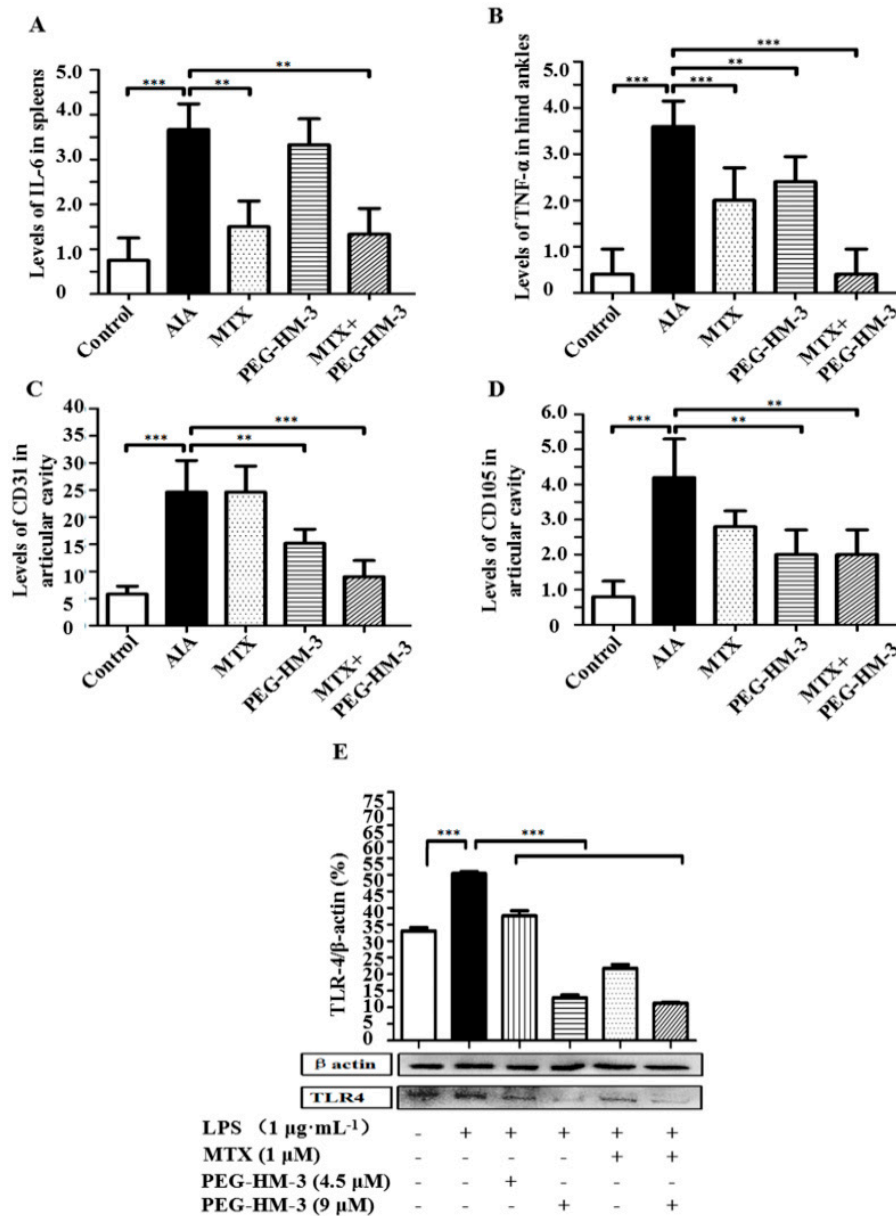 A
Levels of IL-6 in spleens
5.0
4.0
3.0
2.0
1.0
0
*** ** **
Control
AIA
MTX
PEG-HM-3
MTX+
PEG-HM-3
B
Levels of TNF-α in hind ankles
5.0
4.0
3.0
2.0
1.0
0
***
**
*** ***
Control
AIA
MTX
PEG-HM-3
MTX+
PEG-HM-3
C
Levels of CD31 in
articular cavity
40
35
30
25
20
15
10
5
0
***
*** **
Control
AIA
MTX
PEG-HM-3
MTX+
PEG-HM-3
D
Levels of CD105 in
articular cavity
6.0
5.0
4.0
3.0
2.0
1.0
0
**
*** **
Control
AIA
MTX
PEG-HM-3
MTX+
PEG-HM-3
E
TLR-4/β-actin (%)
75
70
65
60
55
50
45
40
35
30
25
20
15
10
5
0
*** ***
β actin
TLR4
LPS (1 μg·mL⁻¹) - + + + + +
MTX (1 μM) - - - - + +
PEG-HM-3 (4.5 μM) - - + - - -
PEG-HM-3 (9 μM) - - - + - +